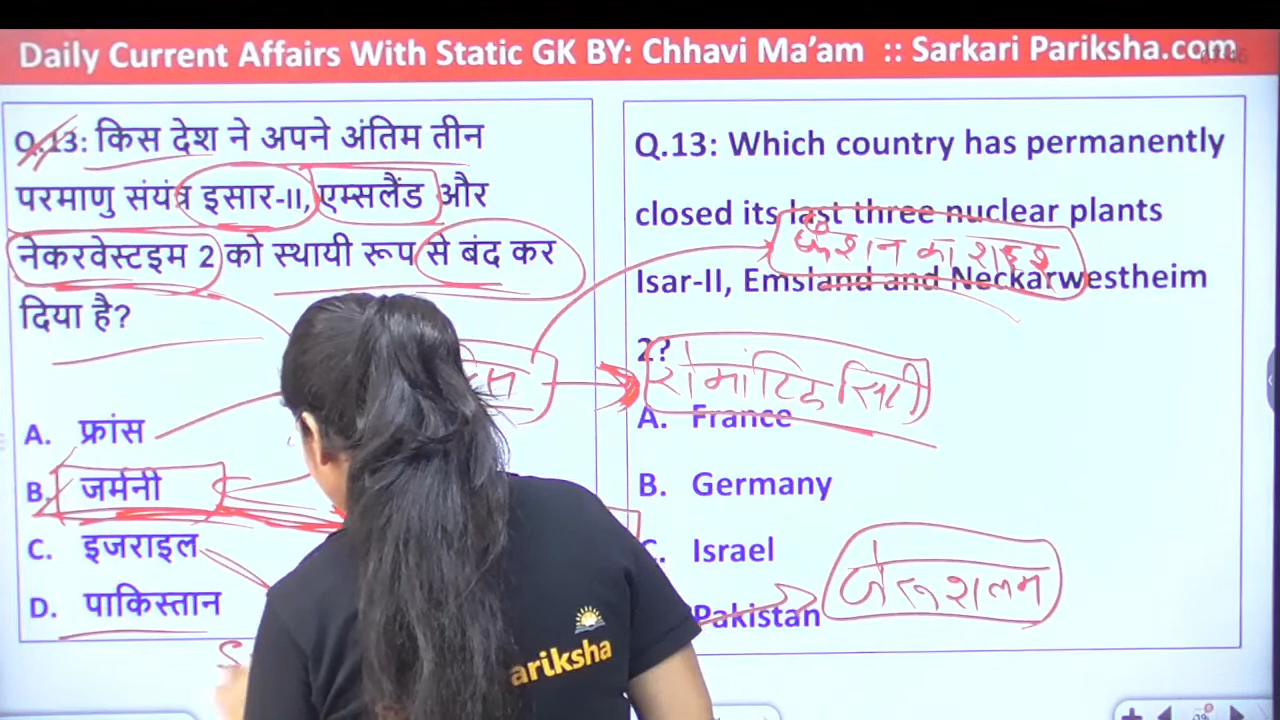 Daily Current Affairs With Static GK BY: Chhavi Ma’am :: Sarkari Pariksha.com
Q.13: किस देश ने अपने अंतिम तीन
परमाणु संयंत्र इसार-II, एम्सलैंड और
नेकरवेस्टइम 2 को स्थायी रूप से बंद कर
दिया है?
A. फ्रांस
B. जर्मनी
C. इजराइल
D. पाकिस्तान
Q.13: Which country has permanently
closed its last three nuclear plants
फैशन का शहर
Isar-II, Emsland and Neckarwestheim
2?
रोमांटिक सिटी
A. France
B. Germany
C. Israel
Pakistan
जेरूशलम
ariksha